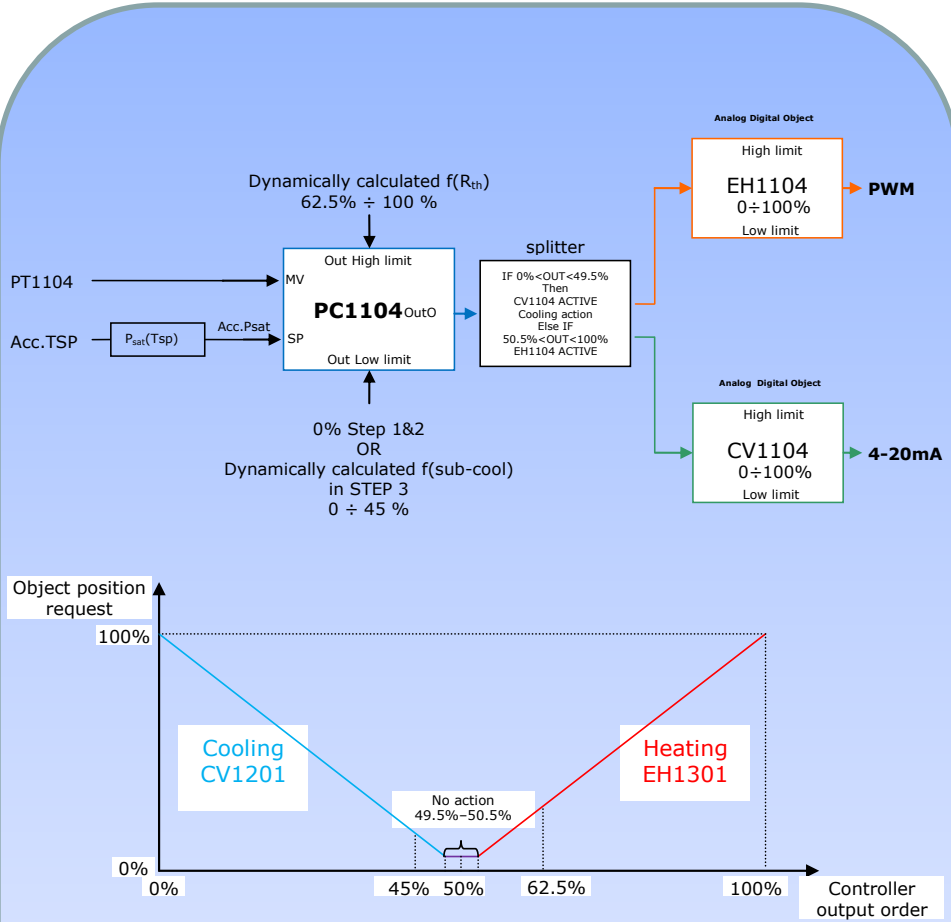 Analog Digital Object
High limit
EH1104
0÷100%
Low limit
PWM
Dynamically calculated f(Rth)
62.5% ÷ 100 %
splitter
Out High limit
PT1104
MV
PC1104
OutO
Acc.TSP
Psat(Tsp)
Acc.Psat
SP
Out Low limit
IF 0%<OUT<49.5%
Then
CV1104 ACTIVE
Cooling action
Else IF
50.5%<OUT<100%
EH1104 ACTIVE
0% Step 1&2
OR
Dynamically calculated f(sub-cool)
in STEP 3
0 ÷ 45 %
Analog Digital Object
High limit
CV1104
0÷100%
Low limit
4-20mA
Object position
request
100%
Cooling
CV1201
Heating
EH1301
No action
49.5%–50.5%
0%
0%
45%
50%
62.5%
100%
Controller
output order